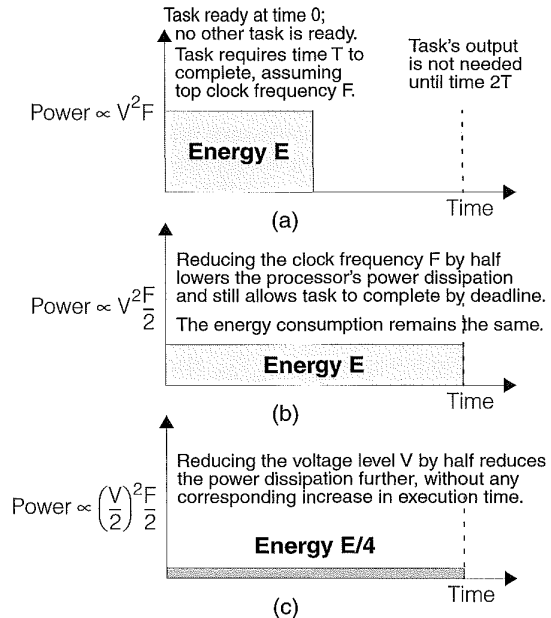 Task ready at time 0;
no other task is ready.
Task requires time T to
complete, assuming
top clock frequency F.
Task's output
is not needed
until time 2T
Power ∝ V²F
Energy E
Time
(a)
Reducing the clock frequency F by half
lowers the processor's power dissipation
and still allows task to complete by deadline.
The energy consumption remains the same.
Power ∝ V² F/2
Energy E
Time
(b)
Reducing the voltage level V by half reduces
the power dissipation further, without any
corresponding increase in execution time.
Power ∝ (V/2)² F/2
Energy E/4
Time
(c)